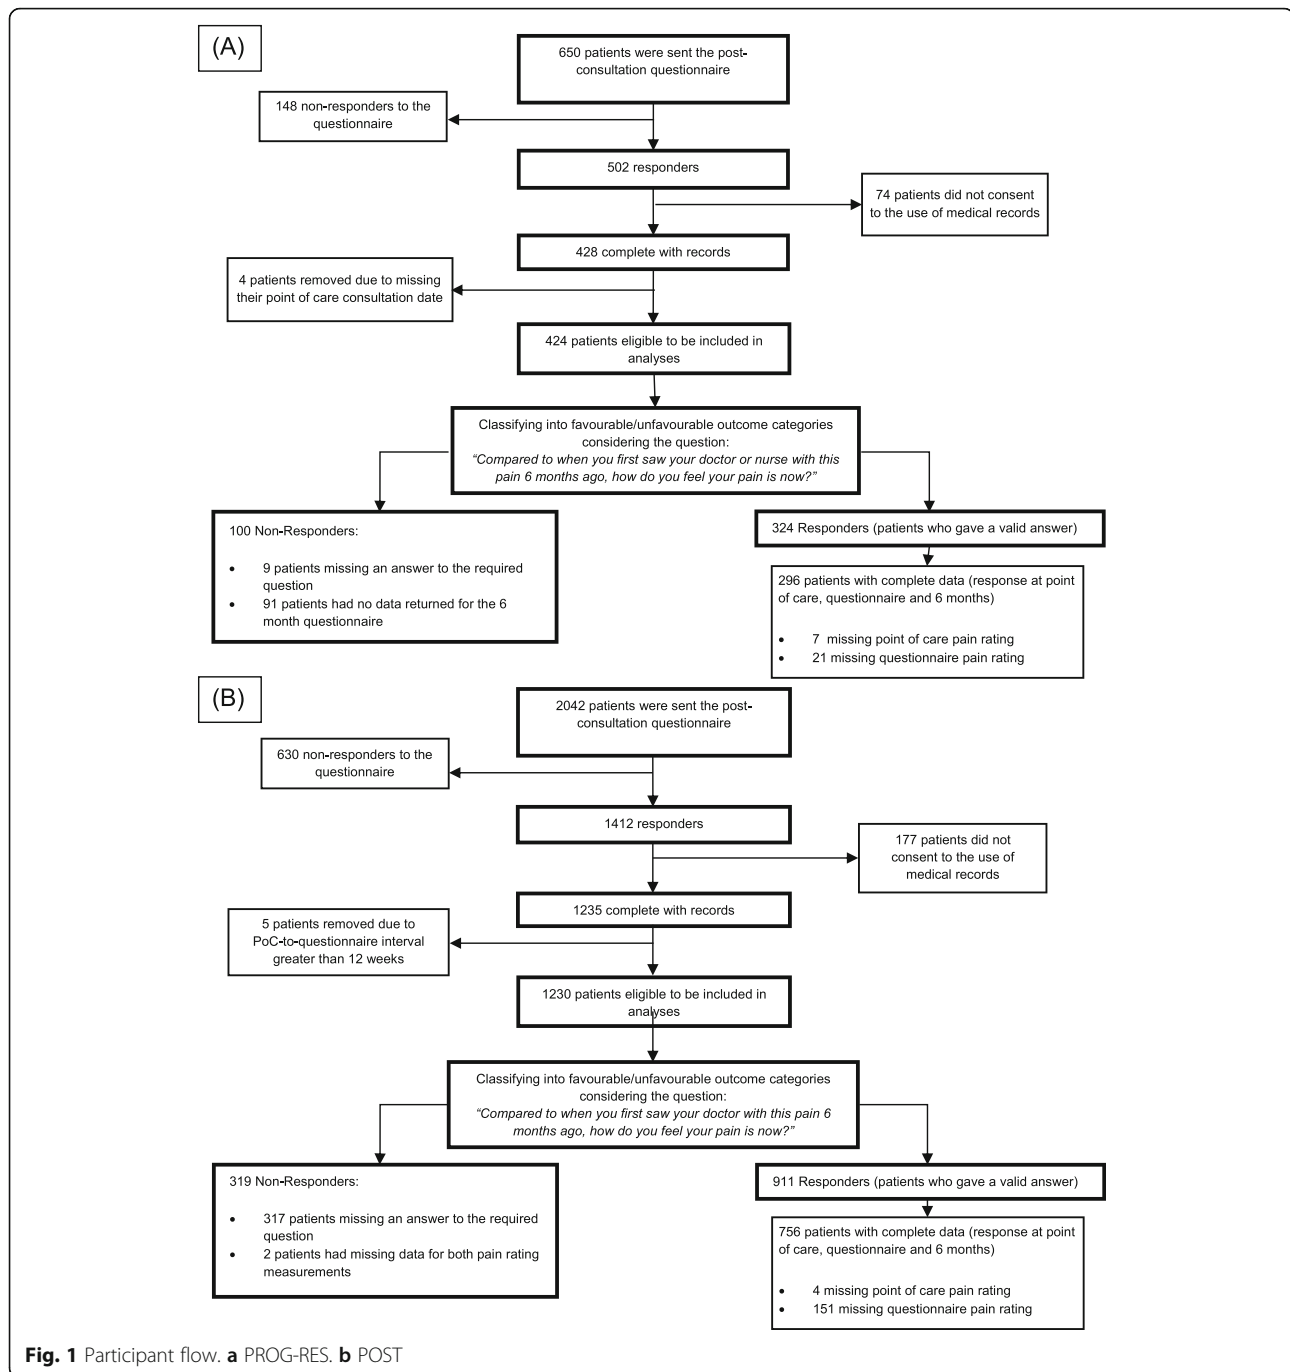 (A)
650 patients were sent the post-
consultation questionnaire
148 non-responders to the
questionnaire
502 responders
74 patients did not consent
to the use of medical records
428 complete with records
4 patients removed due to missing
their point of care consultation date
424 patients eligible to be included in
analyses
Classifying into favourable/unfavourable outcome categories
considering the question:
“Compared to when you first saw your doctor or nurse with this
pain 6 months ago, how do you feel your pain is now?”
100 Non-Responders:
• 9 patients missing an answer to the required
question
• 91 patients had no data returned for the 6
month questionnaire
324 Responders (patients who gave a valid answer)
296 patients with complete data (response at point
of care, questionnaire and 6 months)
• 7 missing point of care pain rating
• 21 missing questionnaire pain rating
(B)
2042 patients were sent the post-
consultation questionnaire
630 non-responders to the
questionnaire
1412 responders
177 patients did not
consent to the use of
medical records
1235 complete with records
5 patients removed due to
PoC-to-questionnaire interval
greater than 12 weeks
1230 patients eligible to be included in
analyses
Classifying into favourable/unfavourable outcome categories
considering the question:
“Compared to when you first saw your doctor with this pain 6
months ago, how do you feel your pain is now?”
319 Non-Responders:
• 317 patients missing an answer to the required
question
• 2 patients had missing data for both pain rating
measurements
911 Responders (patients who gave a valid answer)
756 patients with complete data (response at point
of care, questionnaire and 6 months)
• 4 missing point of care pain rating
• 151 missing questionnaire pain rating
Fig. 1 Participant flow. a PROG-RES. b POST